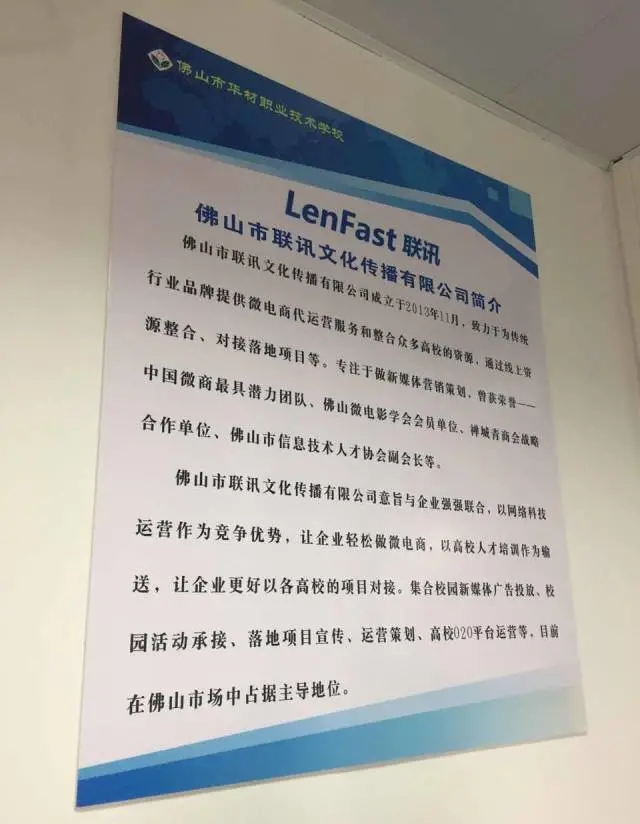 佛山市华材职业技术学校
LenFast 联讯
佛山市联讯文化传播有限公司简介
佛山市联讯文化传播有限公司成立于2013年11月，致力于为传统
行业品牌提供微电商代运营服务和整合众多高校的资源，通过线上资
源整合、对接落地项目等。专注于做新媒体营销策划，曾获荣誉——
中国微商最具潜力团队、佛山微电影学会会员单位、禅城青商会战略
合作单位、佛山市信息技术人才协会副会长等。
佛山市联讯文化传播有限公司意旨与企业强强联合，以网络科技
运营作为竞争优势，让企业轻松做微电商，以高校人才培训作为输
送，让企业更好以各高校的项目对接。集合校园新媒体广告投放、校
园活动承接、落地项目宣传、运营策划、高校O2O平台运营等，目前
在佛山市场中占据主导地位。